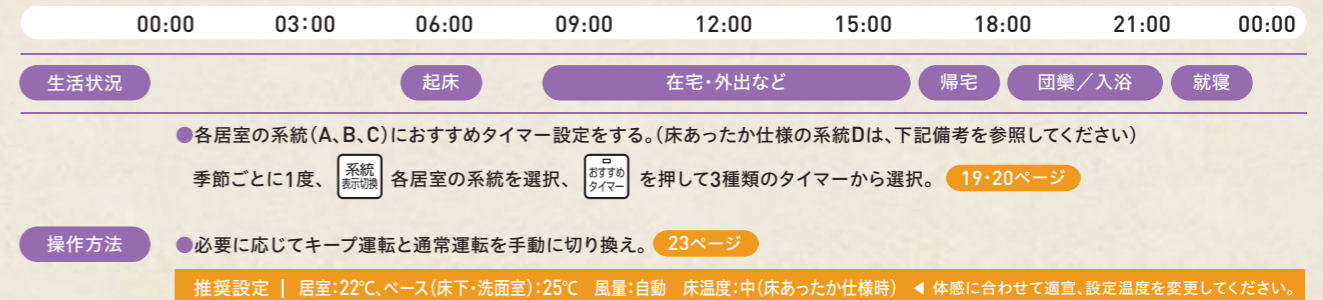 00:00 03:00 06:00 09:00 12:00 15:00 18:00 21:00 00:00
生活状況 起床 在宅・外出など 帰宅 団欒／入浴 就寝
●各居室の系統(A、B、C)におすすめタイマー設定をする。(床あったか仕様の系統Dは、下記備考を参照してください)
季節ごとに1度、 系統 表示切換 各居室の系統を選択、 おすすめ タイマー を押して3種類のタイマーから選択。 19・20ページ
操作方法 ●必要に応じてキープ運転と通常運転を手動に切り換え。 23ページ
推奨設定 | 居室:22℃、ベース(床下・洗面室):25℃ 風量:自動 床温度:中(床あったか仕様時) ◀ 体感に合わせて適宜、設定温度を変更してください。